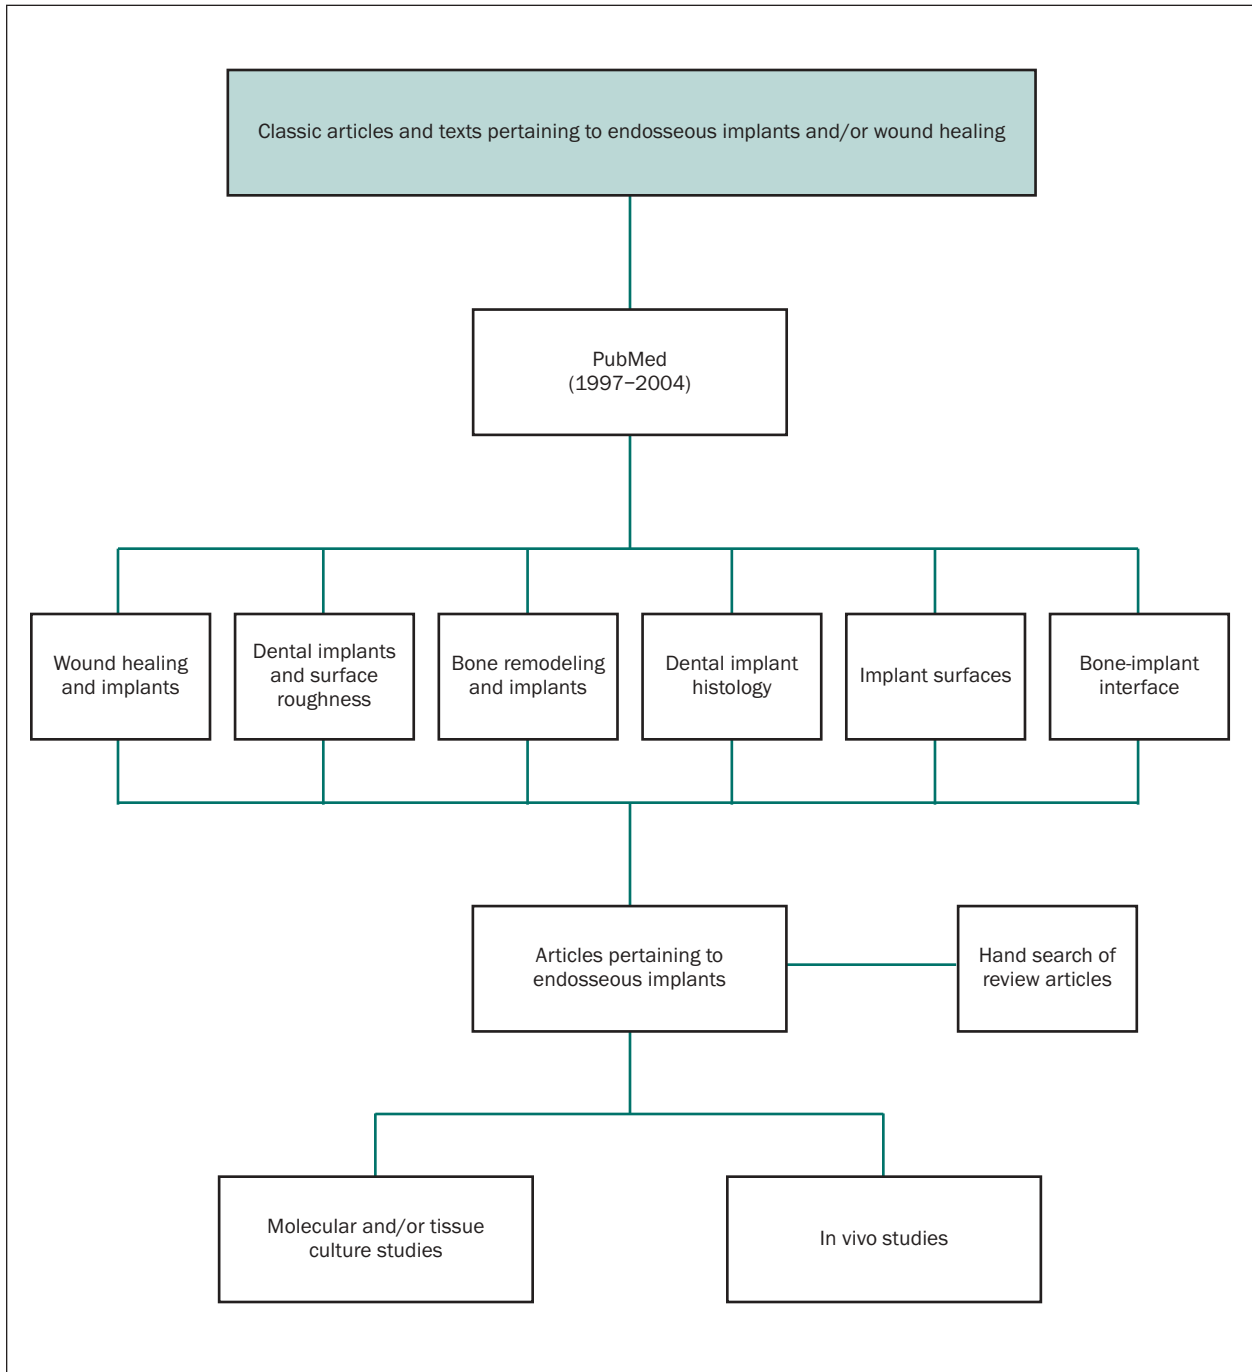 Classic articles and texts pertaining to endosseous implants and/or wound healing
PubMed
(1997–2004)
Wound healing
and implants
Dental implants
and surface
roughness
Bone remodeling
and implants
Dental implant
histology
Implant surfaces
Bone-implant
interface
Articles pertaining to
endosseous implants
Hand search of
review articles
Molecular and/or tissue
culture studies
In vivo studies